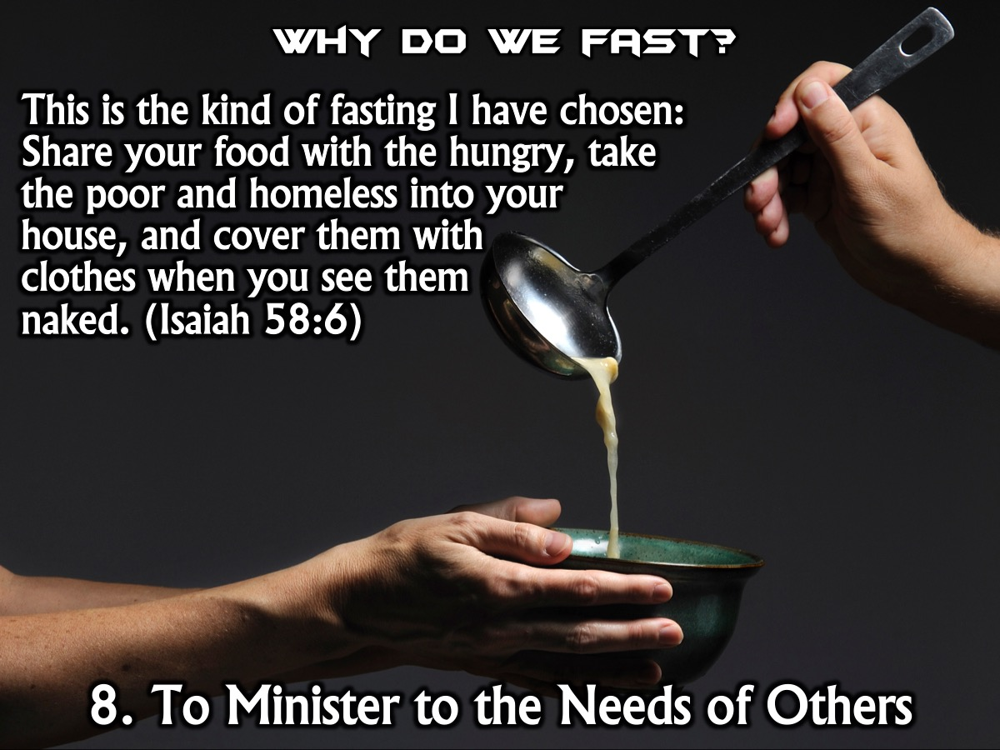 WHY DO WE FAST?
This is the kind of fasting I have chosen:
Share your food with the hungry, take
the poor and homeless into your
house, and cover them with
clothes when you see them
naked. (Isaiah 58:6)
8. To Minister to the Needs of Others